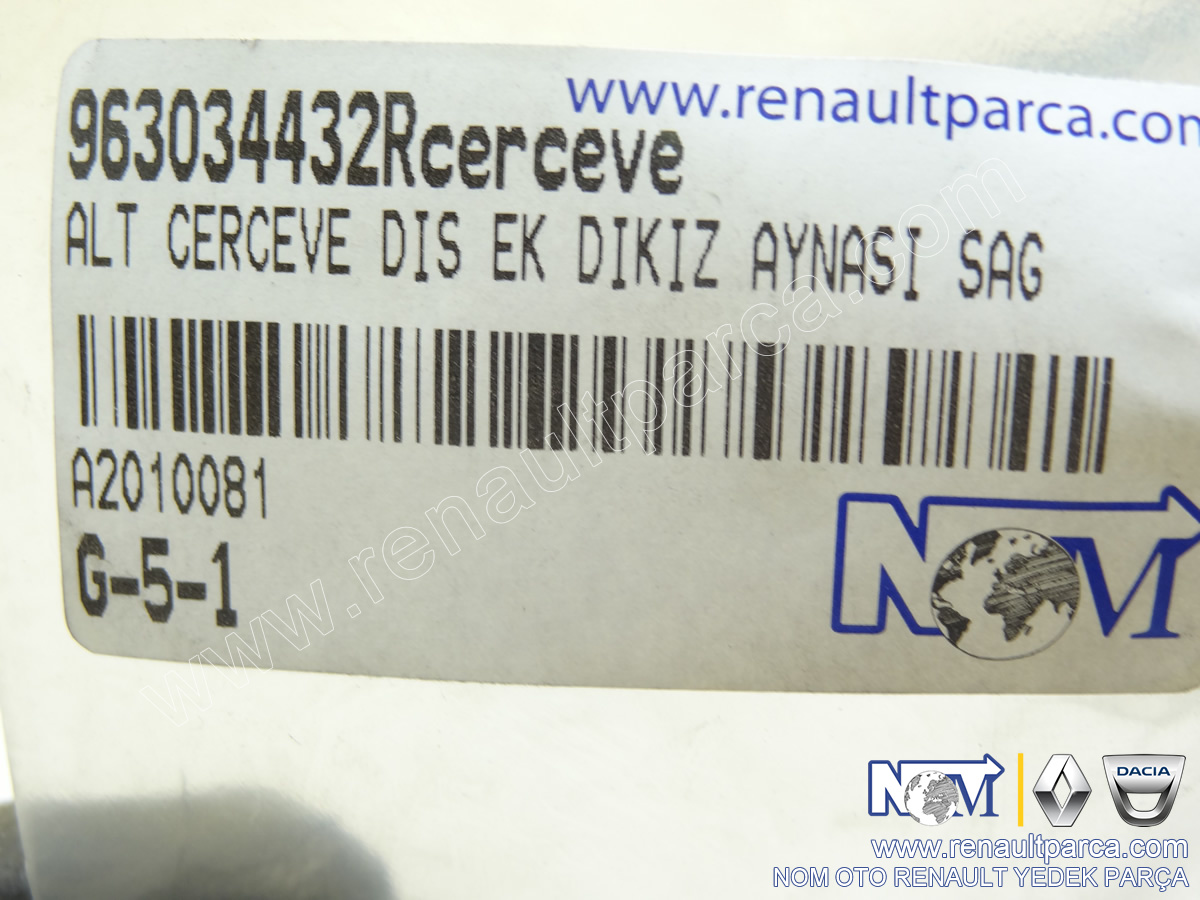 www.renaultparca.com
963034432Rcerceve
ALT CERCEVE DIS EK DIKIZ AYNASI SAG
A2010081
G-5-1
NOM
www.renaultparca.com
NOM
DACIA
www.renaultparca.com
NOM OTO RENAULT YEDEK PARÇA